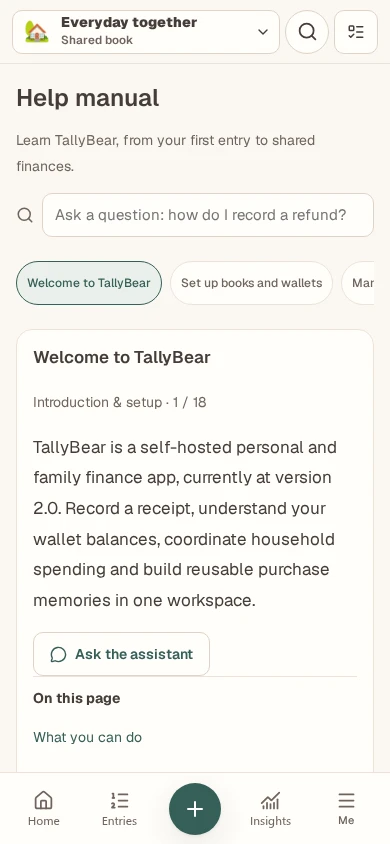 Everyday together
Shared book
Help manual
Learn TallyBear, from your first entry to shared
finances.
Ask a question: how do I record a refund?
Welcome to TallyBear
Set up books and wallets
Welcome to TallyBear
Introduction & setup · 1 / 18
TallyBear is a self-hosted personal and
family finance app, currently at version
2.0. Record a receipt, understand your
wallet balances, coordinate household
spending and build reusable purchase
memories in one workspace.
Ask the assistant
On this page
What you can do
Home
Entries
Insights
Me